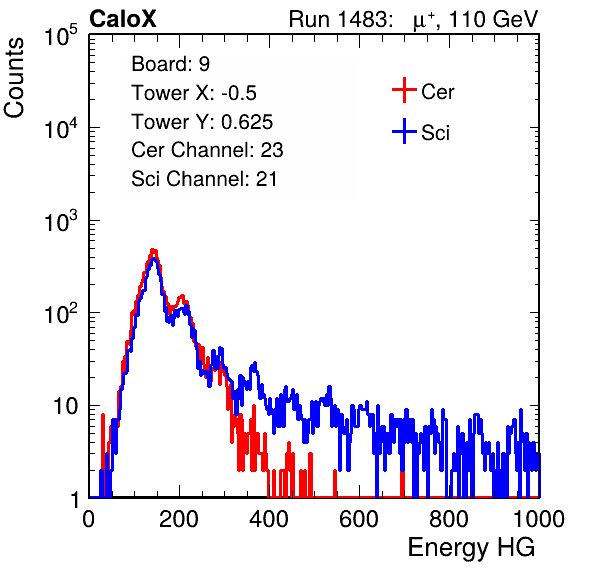 CaloX Run 1483: μ⁺, 110 GeV
Counts
10⁵
10⁴
10³
10²
10
1
Board: 9
Tower X: -0.5
Tower Y: 0.625
Cer Channel: 23
Sci Channel: 21
Cer
Sci
0 200 400 600 800 1000
Energy HG